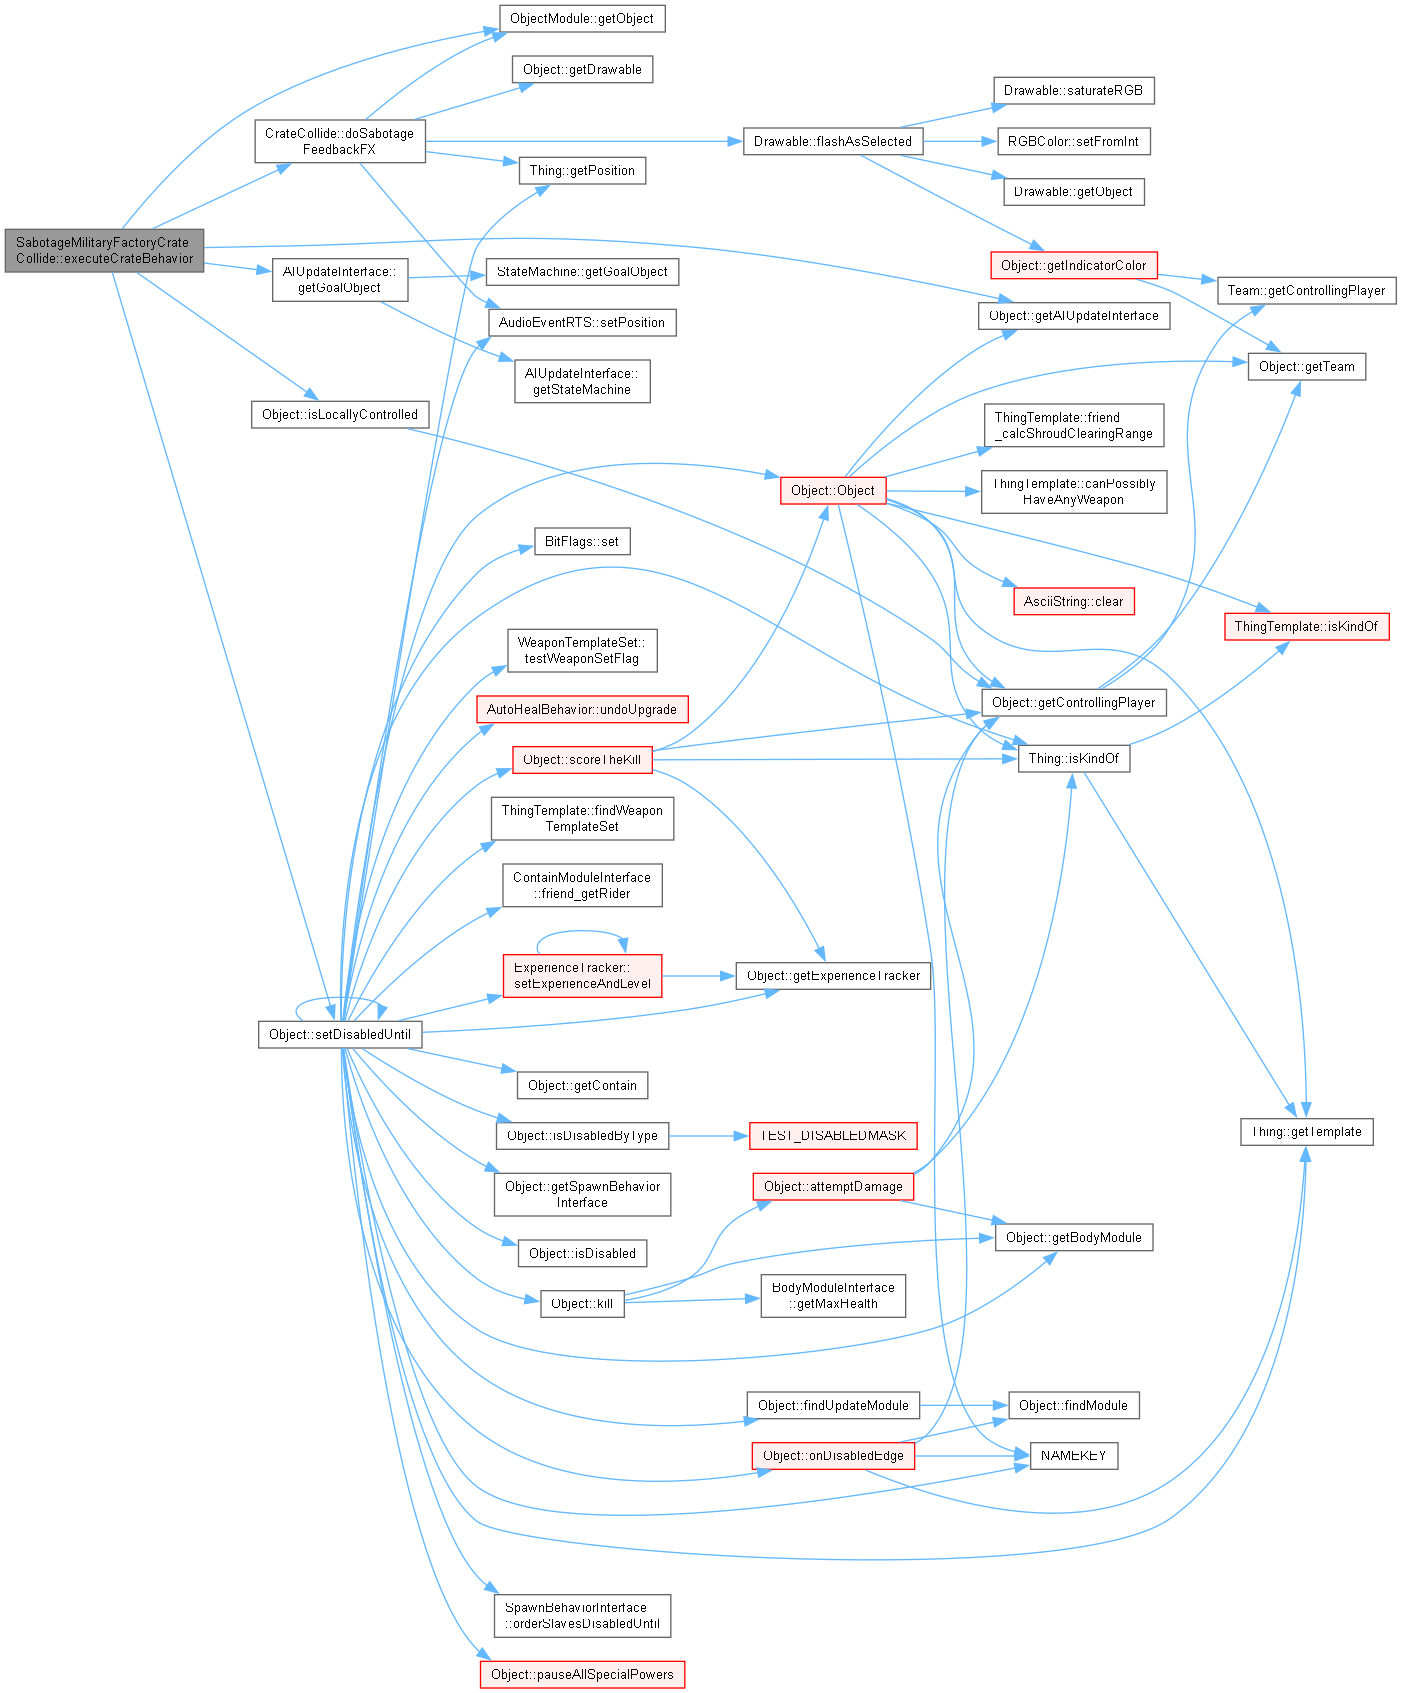 ObjectModule::getObject
Object::getDrawable
Drawable::saturateRGB
CrateCollide::doSabotage
FeedbackFX
Drawable::flashAsSelected
RGBColor::setFromInt
Thing::getPosition
Drawable::getObject
SabotageMilitaryFactoryCrate
Collide::executeCrateBehavior
AIUpdateInterface::
getGoalObject
StateMachine::getGoalObject
Object::getIndicatorColor
Team::getControllingPlayer
AudioEventRTS::setPosition
Object::getAIUpdateInterface
AIUpdateInterface::
getStateMachine
Object::getTeam
Object::isLocallyControlled
ThingTemplate::friend
_calcShroudClearingRange
Object::Object
ThingTemplate::canPossibly
HaveAnyWeapon
BitFlags::set
AsciiString::clear
ThingTemplate::isKindOf
WeaponTemplateSet::
testWeaponSetFlag
AutoHealBehavior::undoUpgrade
Object::getControllingPlayer
Object::scoreTheKill
Thing::isKindOf
ThingTemplate::findWeapon
TemplateSet
ContainModuleInterface
::friend_getRider
ExperienceTracker::
setExperienceAndLevel
Object::getExperienceTracker
Object::setDisabledUntil
Object::getContain
Object::isDisabledByType
TEST_DISABLEDMASK
Thing::getTemplate
Object::getSpawnBehavior
Interface
Object::attemptDamage
Object::getBodyModule
Object::isDisabled
Object::kill
BodyModuleInterface
::getMaxHealth
Object::findUpdateModule
Object::findModule
Object::onDisabledEdge
NAMEKEY
SpawnBehaviorInterface
::orderSlavesDisabledUntil
Object::pauseAllSpecialPowers